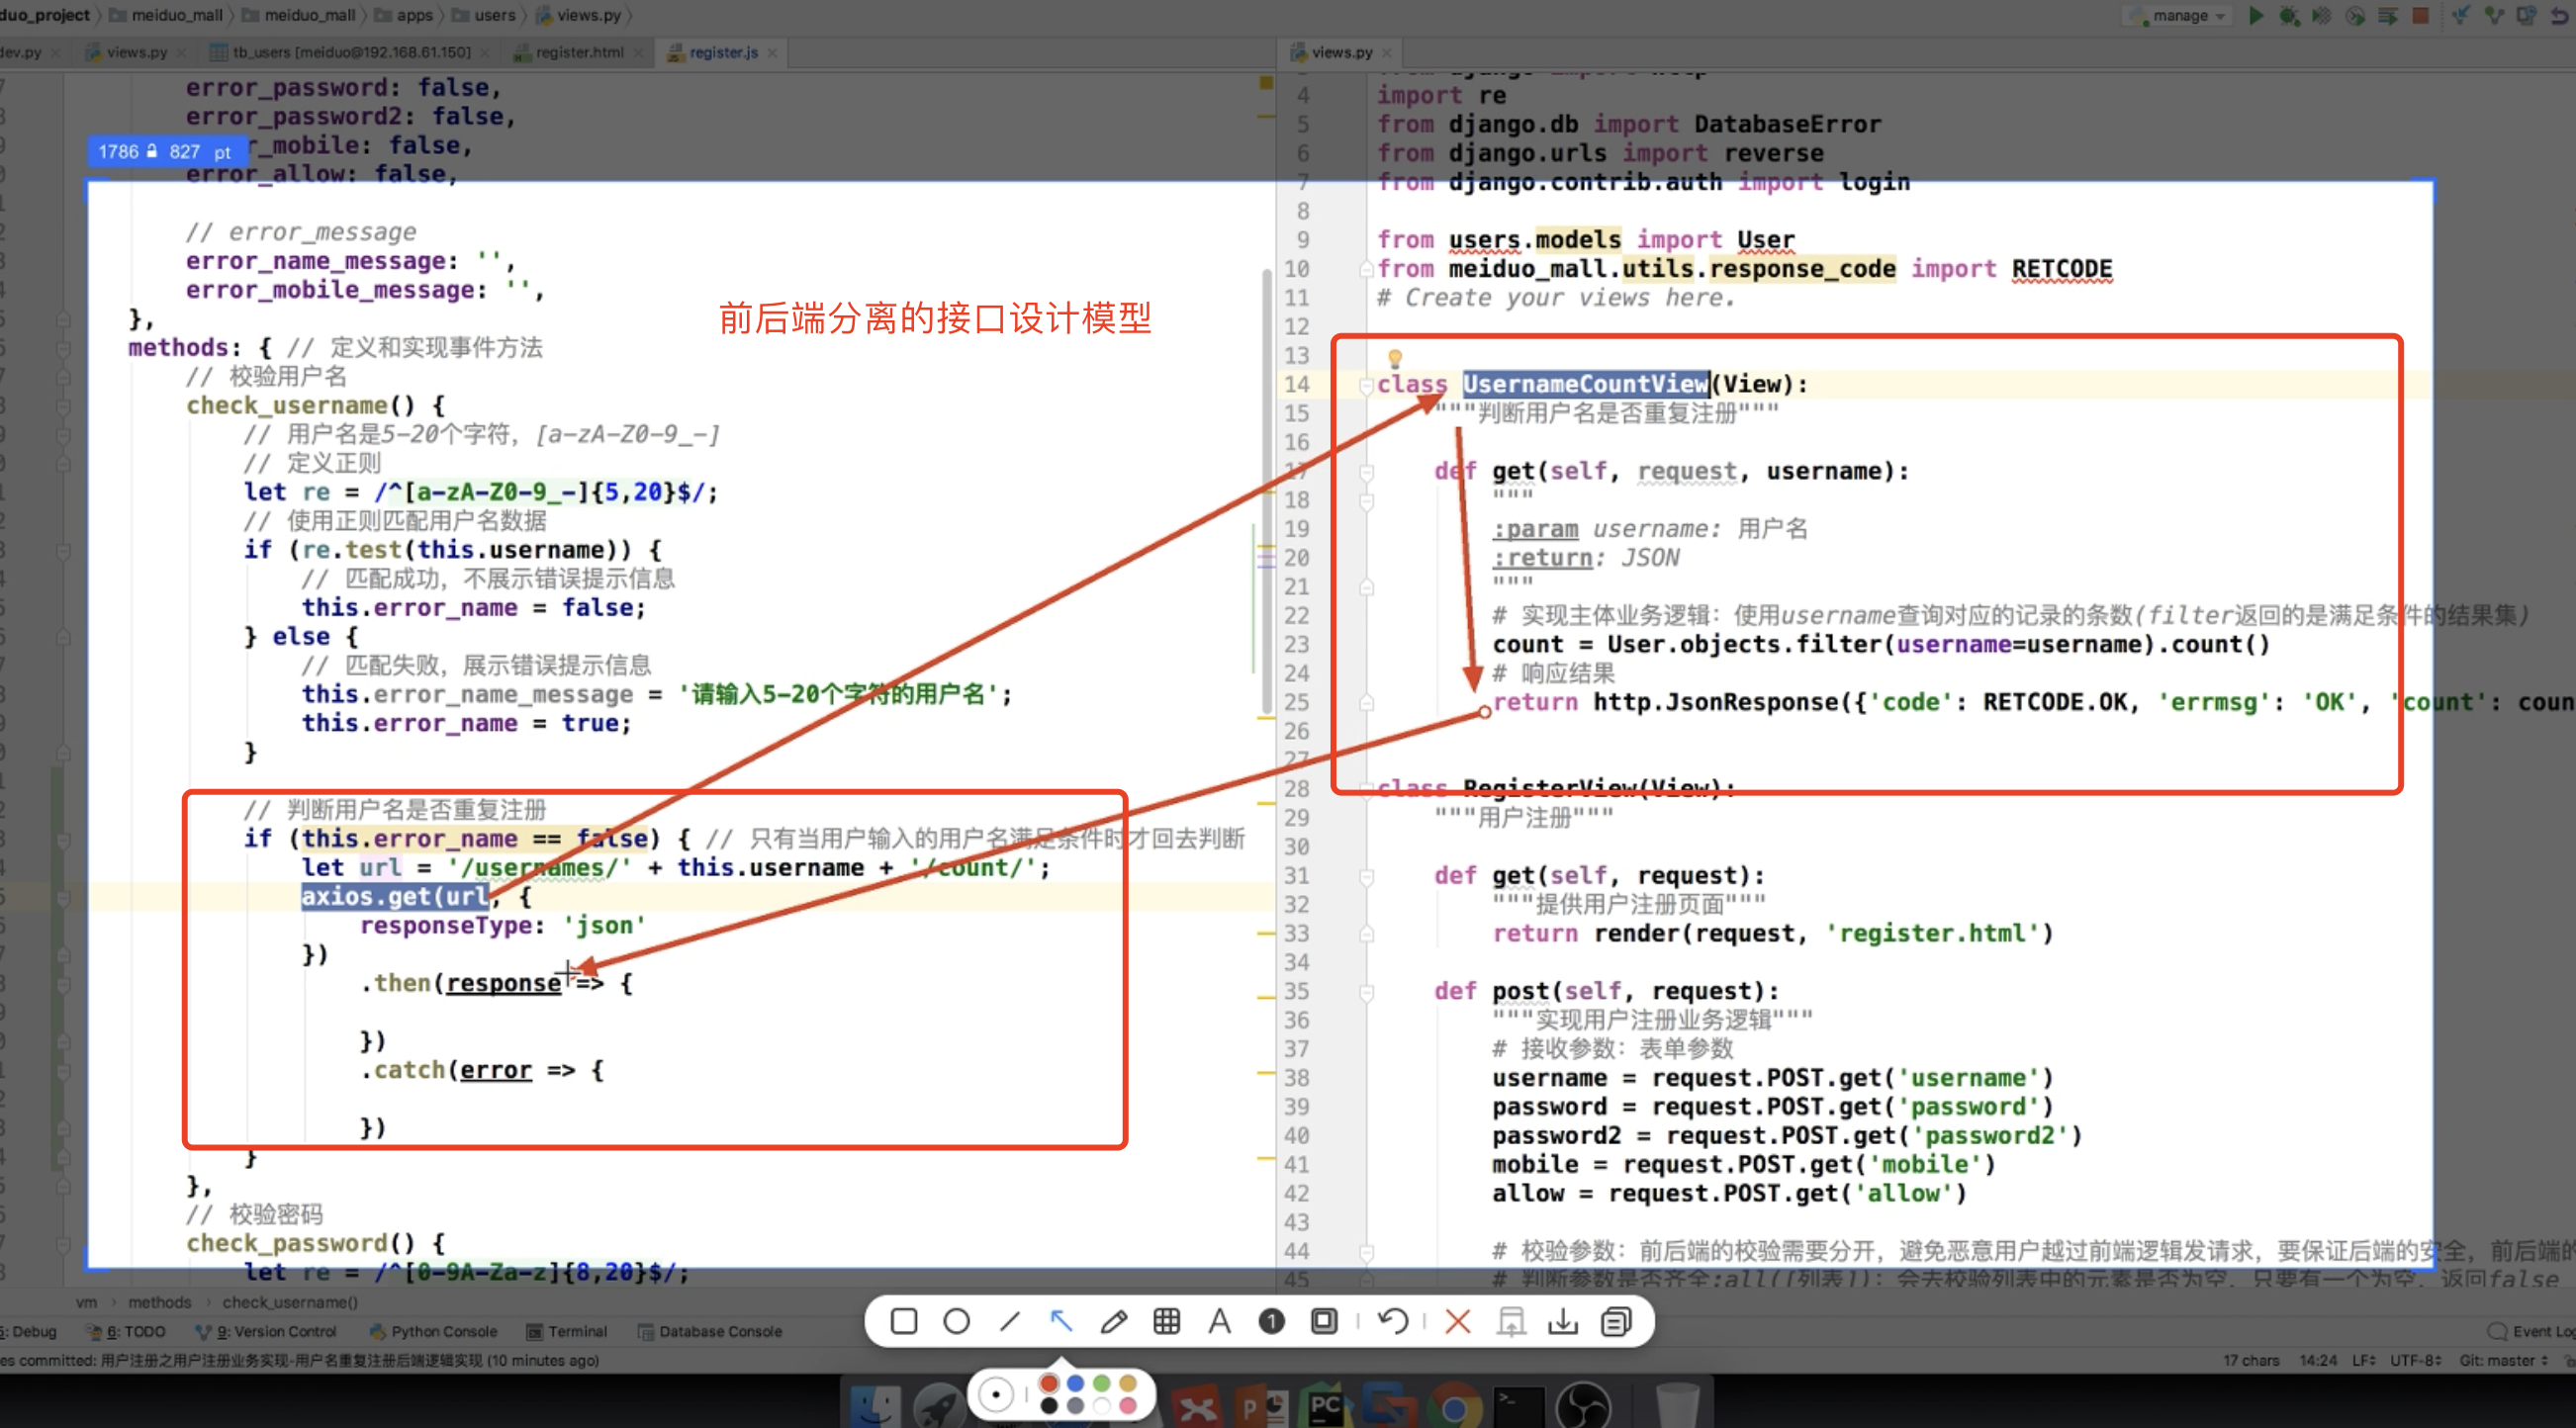 duo_project meiduo_mall meiduo_mall apps users views.py
manage
dev.py views.py tb_users [meiduo@192.168.61.150] register.html register.js
error_password: false,
error_password2: false,
r_mobile: false,
error_allow: false,
1786 827 pt
// error_message
error_name_message: '',
error_mobile_message: '',
},
methods: { // 定义和实现事件方法
// 校验用户名
check_username() {
// 用户名是5-20个字符，[a-zA-Z0-9_-]
// 定义正则
let re = /^[a-zA-Z0-9_-]{5,20}$/;
// 使用正则匹配用户名数据
if (re.test(this.username)) {
// 匹配成功，不展示错误提示信息
this.error_name = false;
} else {
// 匹配失败，展示错误提示信息
this.error_name_message = '请输入5-20个字符的用户名';
this.error_name = true;
}
// 判断用户名是否重复注册
if (this.error_name == false) { // 只有当用户输入的用户名满足条件时才回去判断
let url = '/usernames/' + this.username + '/count/';
axios.get(url, {
responseType: 'json'
})
.then(response => {
})
.catch(error => {
})
}
},
// 校验密码
check_password() {
let re = /^[0-9A-Za-z]{8,20}$/;
前后端分离的接口设计模型
views.py
4 import re
5 from django.db import DatabaseError
6 from django.urls import reverse
7 from django.contrib.auth import login
8
9 from users.models import User
10 from meiduo_mall.utils.response_code import RETCODE
11 # Create your views here.
12
13
14 class UsernameCountView(View):
15 """判断用户名是否重复注册"""
16
17 def get(self, request, username):
18 """
19 :param username: 用户名
20 :return: JSON
21 """
22 # 实现主体业务逻辑：使用username查询对应的记录的条数(filter返回的是满足条件的结果集)
23 count = User.objects.filter(username=username).count()
24 # 响应结果
25 return http.JsonResponse({'code': RETCODE.OK, 'errmsg': 'OK', 'count': coun
26
27
28 class RegisterView(View):
29 """用户注册"""
30
31 def get(self, request):
32 """提供用户注册页面"""
33 return render(request, 'register.html')
34
35 def post(self, request):
36 """实现用户注册业务逻辑"""
37 # 接收参数：表单参数
38 username = request.POST.get('username')
39 password = request.POST.get('password')
40 password2 = request.POST.get('password2')
41 mobile = request.POST.get('mobile')
42 allow = request.POST.get('allow')
43
44 # 校验参数：前后端的校验需要分开，避免恶意用户越过前端逻辑发请求，要保证后端的安全，前后端的
45 # 判断参数是否齐全:all([列表])：会去校验列表中的元素是否为空，只要有一个为空，返回false
vm methods check_username()
5: Debug 6: TODO 9: Version Control Python Console Terminal Database Console Event Log
es committed: 用户注册之用户注册业务实现-用户名重复注册后端逻辑实现 (10 minutes ago) 17 chars 14:24 LF UTF-8 Git: master
A 1
P PC